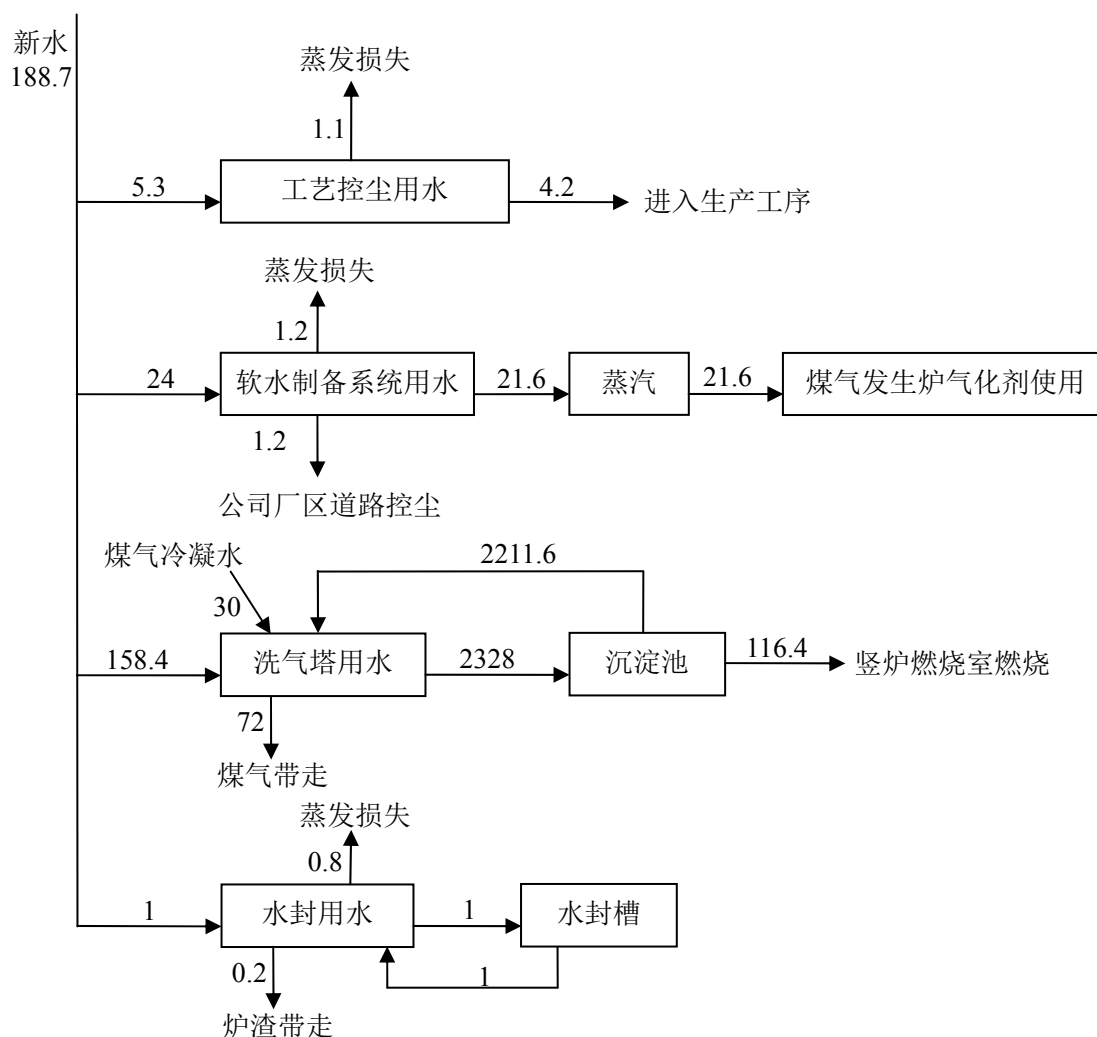 新水
188.7
蒸发损失
1.1
5.3
工艺控尘用水
4.2
进入生产工序
蒸发损失
1.2
24
软水制备系统用水
21.6
蒸汽
21.6
煤气发生炉气化剂使用
1.2
公司厂区道路控尘
煤气冷凝水
30
2211.6
158.4
洗气塔用水
2328
沉淀池
116.4
竖炉燃烧室燃烧
72
煤气带走
蒸发损失
0.8
1
水封用水
1
水封槽
0.2
1
炉渣带走